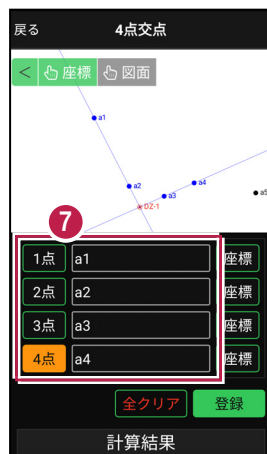 戻る 4点交点
< 座標 図面
a1
a2
a4
a3
a5
DZ-1
7
1点 a1 座標
2点 a2 座標
3点 a3 座標
4点 a4 座標
全クリア 登録
計算結果